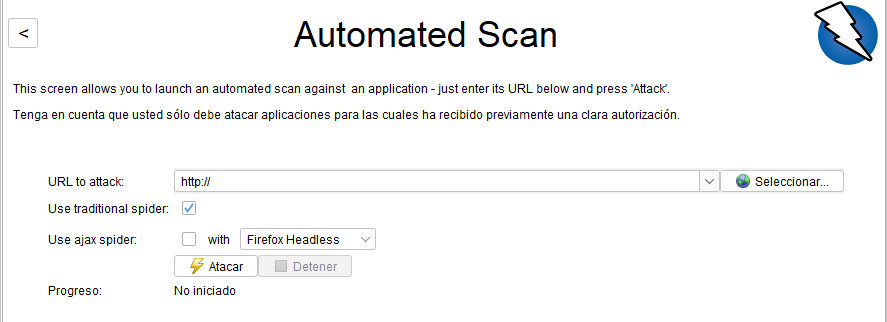 <
Automated Scan
This screen allows you to launch an automated scan against  an application - just enter its URL below and press 'Attack'.
Tenga en cuenta que usted sólo debe atacar aplicaciones para las cuales ha recibido previamente una clara autorización.
URL to attack: http:// Seleccionar...
Use traditional spider:
Use ajax spider: with Firefox Headless
Atacar Detener
Progreso: No iniciado